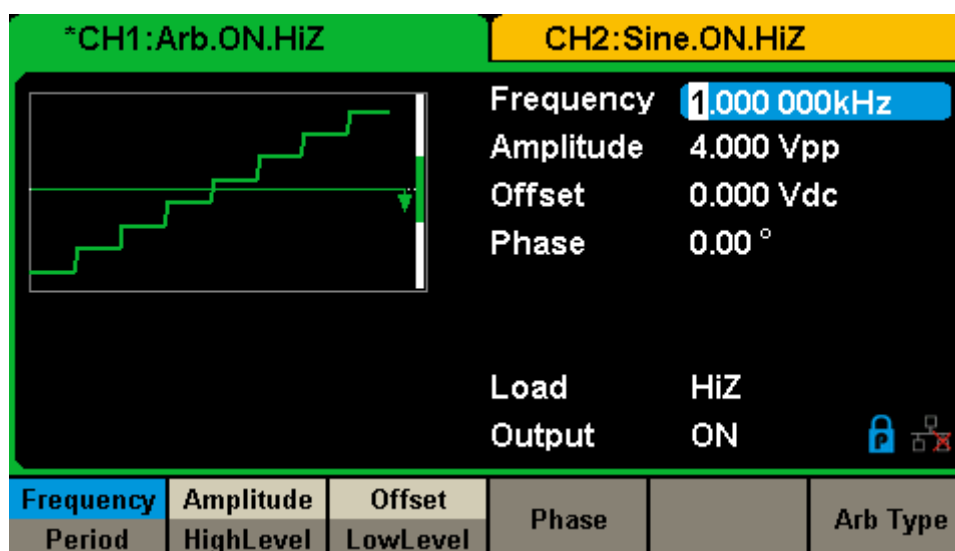 *CH1:Arb.ON.HiZ CH2:Sine.ON.HiZ
Frequency 1.000 000kHz
Amplitude 4.000 Vpp
Offset 0.000 Vdc
Phase 0.00 °
Load HiZ
Output ON
P
Frequency Amplitude Offset Phase Arb Type
Period HighLevel LowLevel